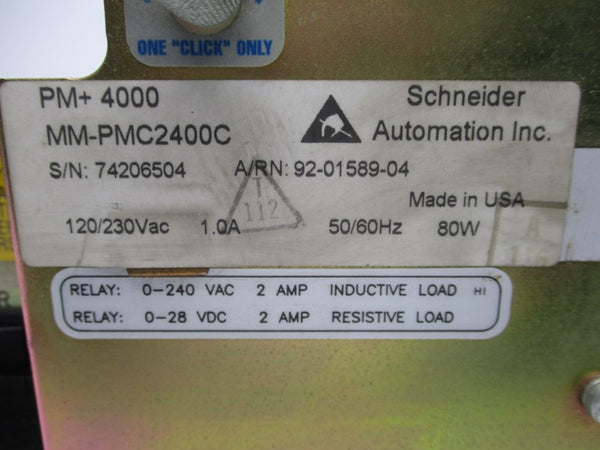 ONE "CLICK" ONLY
PM+ 4000
Schneider
MM-PMC2400C
Automation Inc.
S/N: 74206504 A/RN: 92-01589-04
Made in USA
120/230Vac 1.0A 50/60Hz 80W
T
112
A
RELAY: 0-240 VAC 2 AMP INDUCTIVE LOAD HI
RELAY: 0-28 VDC 2 AMP RESISTIVE LOAD